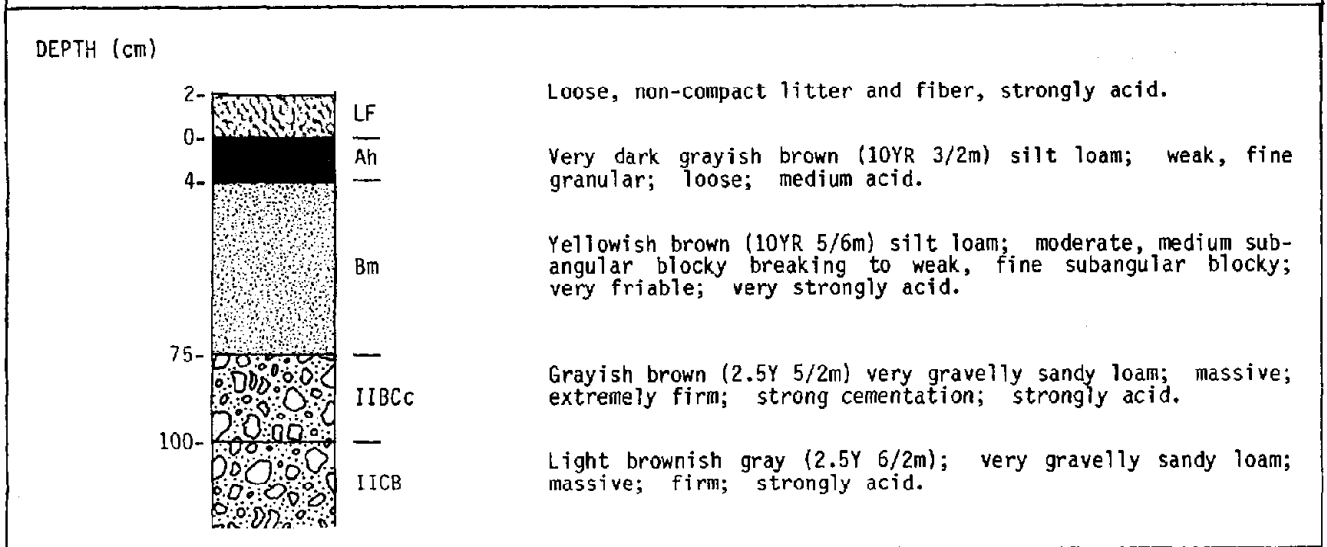 DEPTH (cm)
2-
LF
Loose, non-compact litter and fiber, strongly acid.
0-
Ah
Very dark grayish brown (10YR 3/2m) silt loam; weak, fine
granular; loose; medium acid.
4-
Bm
Yellowish brown (10YR 5/6m) silt loam; moderate, medium sub-
angular blocky breaking to weak, fine subangular blocky;
very friable; very strongly acid.
75-
IIBCc
Grayish brown (2.5Y 5/2m) very gravelly sandy loam; massive;
extremely firm; strong cementation; strongly acid.
100-
IICB
Light brownish gray (2.5Y 6/2m); very gravelly sandy loam;
massive; firm; strongly acid.